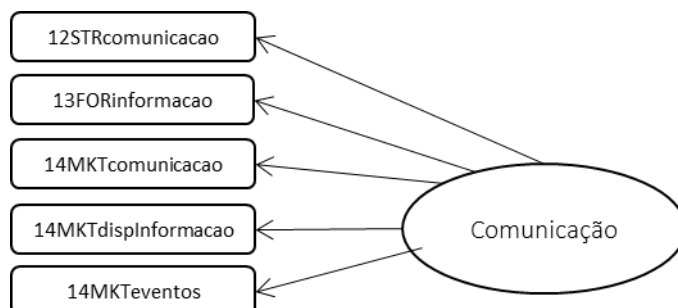 12STRcomunicacao
13FORinformacao
14MKTcomunicacao
14MKTdispInformacao
14MKTeventos
Comunicação